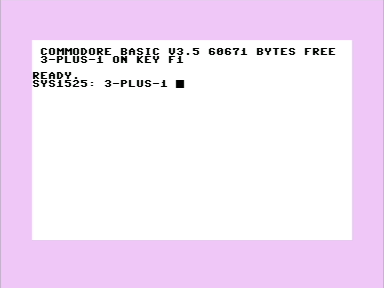 COMMODORE BASIC V3.5 60671 BYTES FREE
3-PLUS-1 ON KEY F1
READY.
SYS1525: 3-PLUS-1